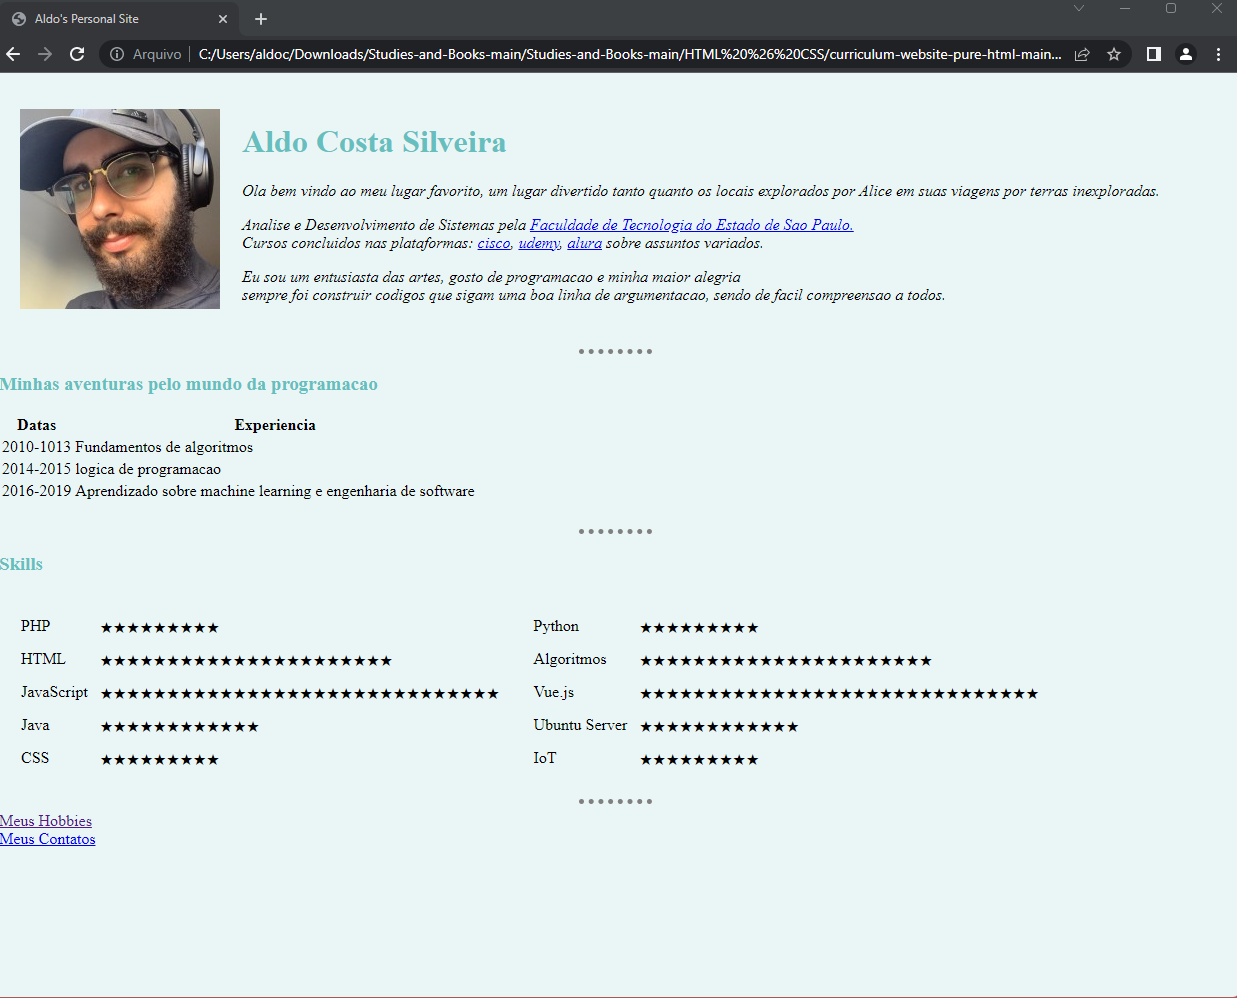 Aldo's Personal Site
Arquivo | C:/Users/aldoc/Downloads/Studies-and-Books-main/Studies-and-Books-main/HTML%20%26%20CSS/curriculum-website-pure-html-main...
Aldo Costa Silveira
Ola bem vindo ao meu lugar favorito, um lugar divertido tanto quanto os locais explorados por Alice em suas viagens por terras inexploradas.
Analise e Desenvolvimento de Sistemas pela Faculdade de Tecnologia do Estado de Sao Paulo.
Cursos concluidos nas plataformas: cisco, udemy, alura sobre assuntos variados.
Eu sou um entusiasta das artes, gosto de programacao e minha maior alegria
sempre foi construir codigos que sigam uma boa linha de argumentacao, sendo de facil compreensao a todos.
Minhas aventuras pelo mundo da programacao
Datas Experiencia
2010-1013 Fundamentos de algoritmos
2014-2015 logica de programacao
2016-2019 Aprendizado sobre machine learning e engenharia de software
Skills
PHP ★★★★★★★★★ Python ★★★★★★★★★
HTML ★★★★★★★★★★★★★★★★★★★★★★ Algoritmos ★★★★★★★★★★★★★★★★★★★★★★
JavaScript ★★★★★★★★★★★★★★★★★★★★★★★★★★★★★★ Vue.js ★★★★★★★★★★★★★★★★★★★★★★★★★★★★★★
Java ★★★★★★★★★★★★ Ubuntu Server ★★★★★★★★★★★★
CSS ★★★★★★★★★ IoT ★★★★★★★★★
Meus Hobbies
Meus Contatos